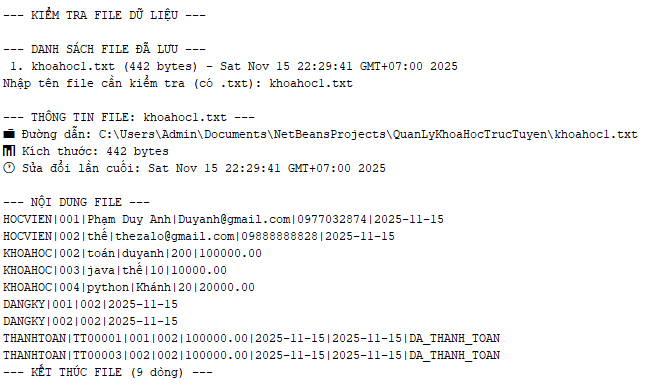 --- KIỂM TRA FILE DỮ LIỆU ---
--- DANH SÁCH FILE ĐÃ LƯU ---
1. khoahoc1.txt (442 bytes) - Sat Nov 15 22:29:41 GMT+07:00 2025
Nhập tên file cần kiểm tra (có .txt): khoahoc1.txt
--- THÔNG TIN FILE: khoahoc1.txt ---
Đường dẫn: C:\Users\Admin\Documents\NetBeansProjects\QuanLyKhoaHocTrucTuyen\khoahoc1.txt
Kích thước: 442 bytes
Sửa đổi lần cuối: Sat Nov 15 22:29:41 GMT+07:00 2025
--- NỘI DUNG FILE ---
HOCVIEN|001|Phạm Duy Anh|Duyanh@gmail.com|0977032874|2025-11-15
HOCVIEN|002|thế|thezalo@gmail.com|09888888828|2025-11-15
KHOAHOC|002|toán|duyanh|200|100000.00
KHOAHOC|003|java|thế|10|10000.00
KHOAHOC|004|python|Khánh|20|20000.00
DANGKY|001|002|2025-11-15
DANGKY|002|002|2025-11-15
THANHTOAN|TT00001|001|002|100000.00|2025-11-15|2025-11-15|DA_THANH_TOAN
THANHTOAN|TT00003|002|002|100000.00|2025-11-15|2025-11-15|DA_THANH_TOAN
--- KẾT THÚC FILE (9 dòng) ---